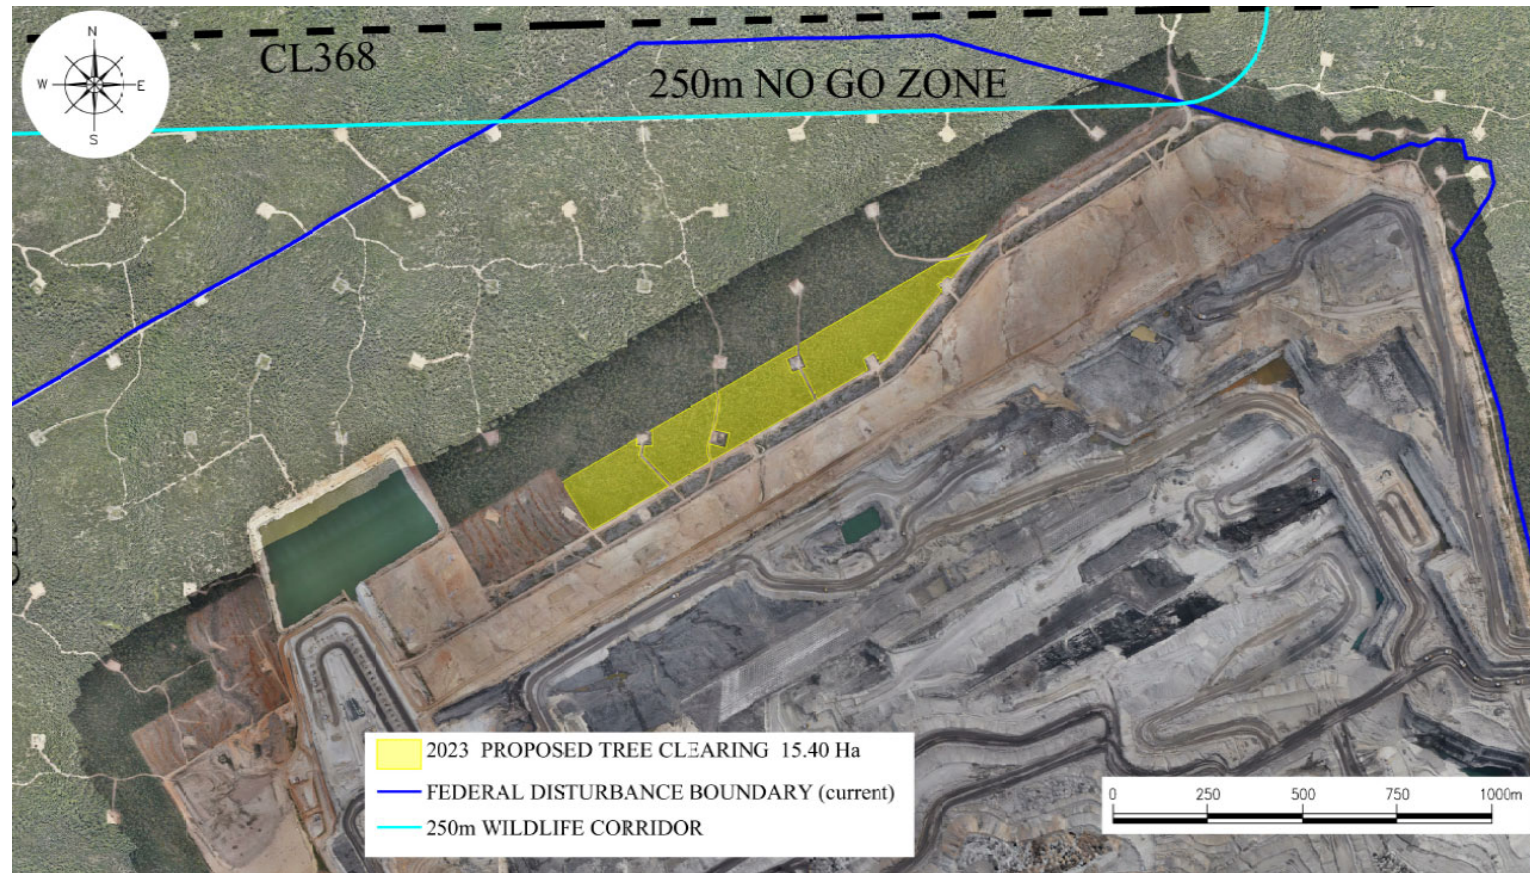 N
W E
S
CL368
250m NO GO ZONE
2023 PROPOSED TREE CLEARING 15.40 Ha
FEDERAL DISTURBANCE BOUNDARY (current)
250m WILDLIFE CORRIDOR
0 250 500 750 1000m